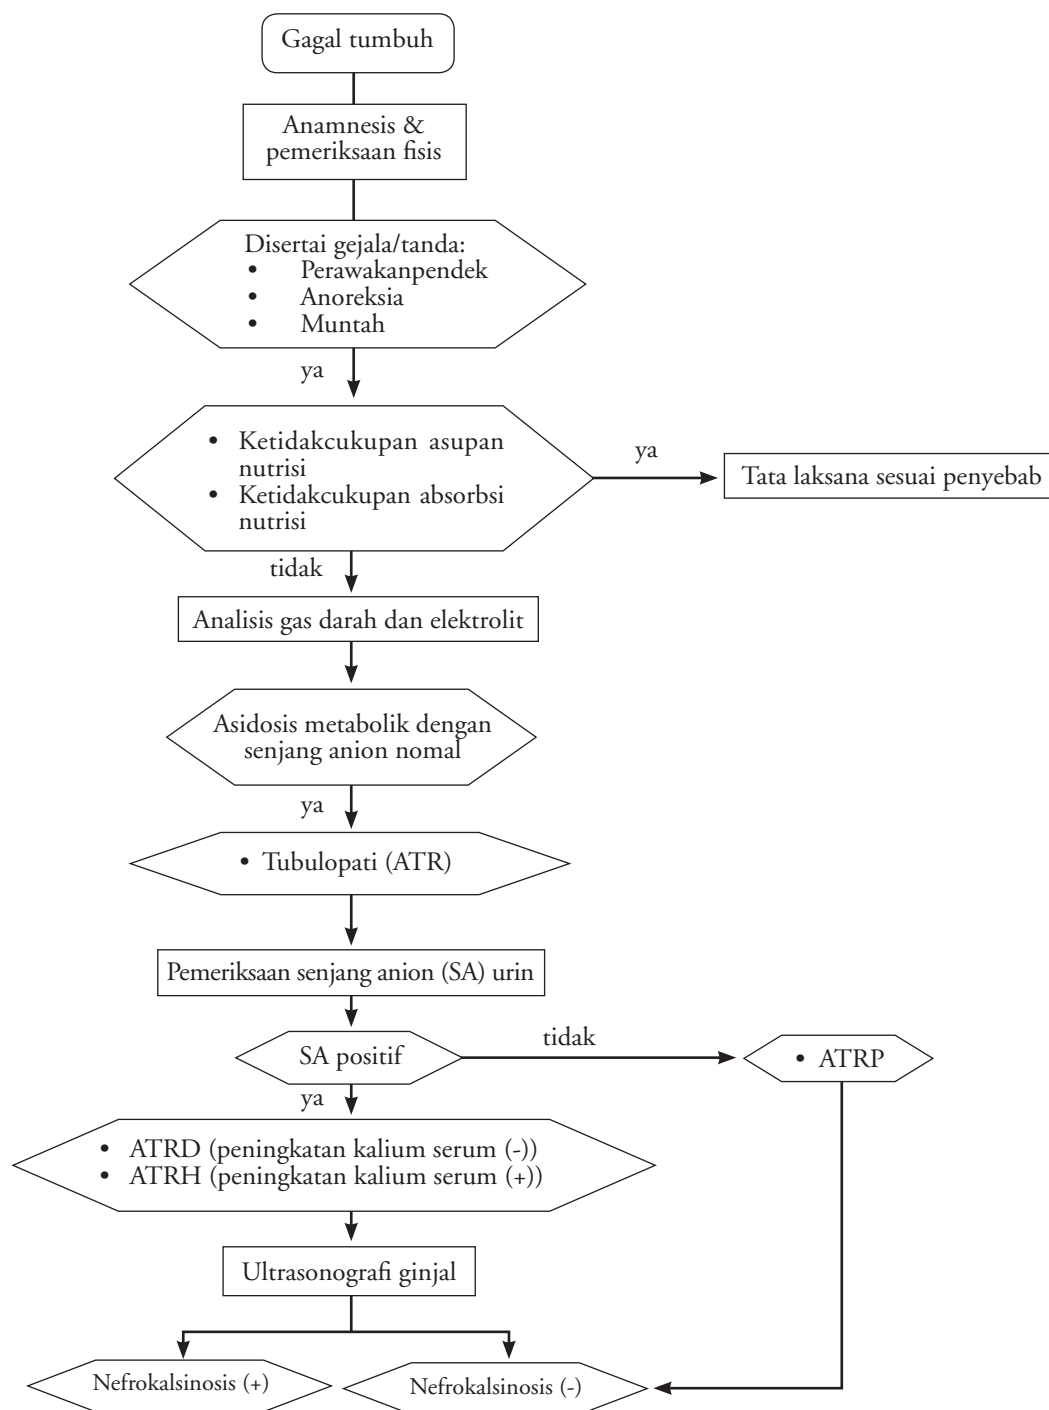 Gagal tumbuh
Anamnesis &
pemeriksaan fisis
Disertai gejala/tanda:
• Perawakanpendek
• Anoreksia
• Muntah
ya
• Ketidakcukupan asupan
nutrisi
• Ketidakcukupan absorbsi
nutrisi
ya
Tata laksana sesuai penyebab
tidak
Analisis gas darah dan elektrolit
Asidosis metabolik dengan
senjang anion nomal
ya
• Tubulopati (ATR)
Pemeriksaan senjang anion (SA) urin
SA positif
tidak
• ATRP
ya
• ATRD (peningkatan kalium serum (-))
• ATRH (peningkatan kalium serum (+))
Ultrasonografi ginjal
Nefrokalsinosis (+)
Nefrokalsinosis (-)